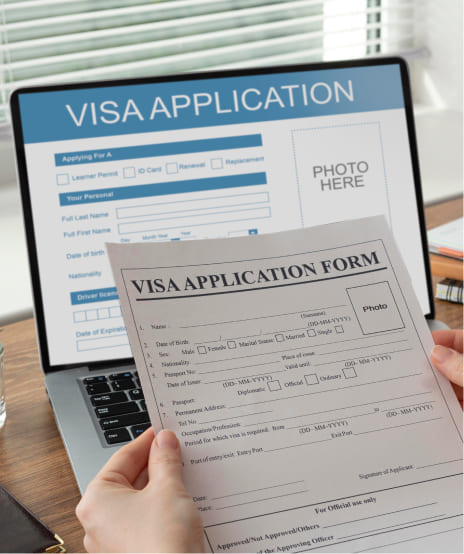 VISA APPLICATION
Applying For A
Learner Permit ID Card Renewal Replacement
Your Personal
Full Last Name
Full First Name
Day Month Year Year
Date of birth
Nationality
Driver licen
Date of Expiratio
PHOTO
HERE
VISA APPLICATION FORM
1. Name :
(Surname)
2. Date of Birth: / / (DD-MM-YYYY)
3. Sex: Male Female Marital Status Married Single
4. Nationality:
5. Passport No: Place of issue:
Date of Issue: Valid until:
(DD- MM-YYYY) (DD- MM-YYYY)
6. Passport: Diplomatic Official Ordinary
7. Permanent Address:
Tel No.
Occupation/Profession:
Period for which visa is required: from to
(DD- MM-YYYY) (DD- MM-YYYY)
Port of entry/exit: Entry Port Exit Port
Date:
Place: Signature of Applicant:
For Official use only
Approved/Not Approved/Others
of the Approving Officer
Photo